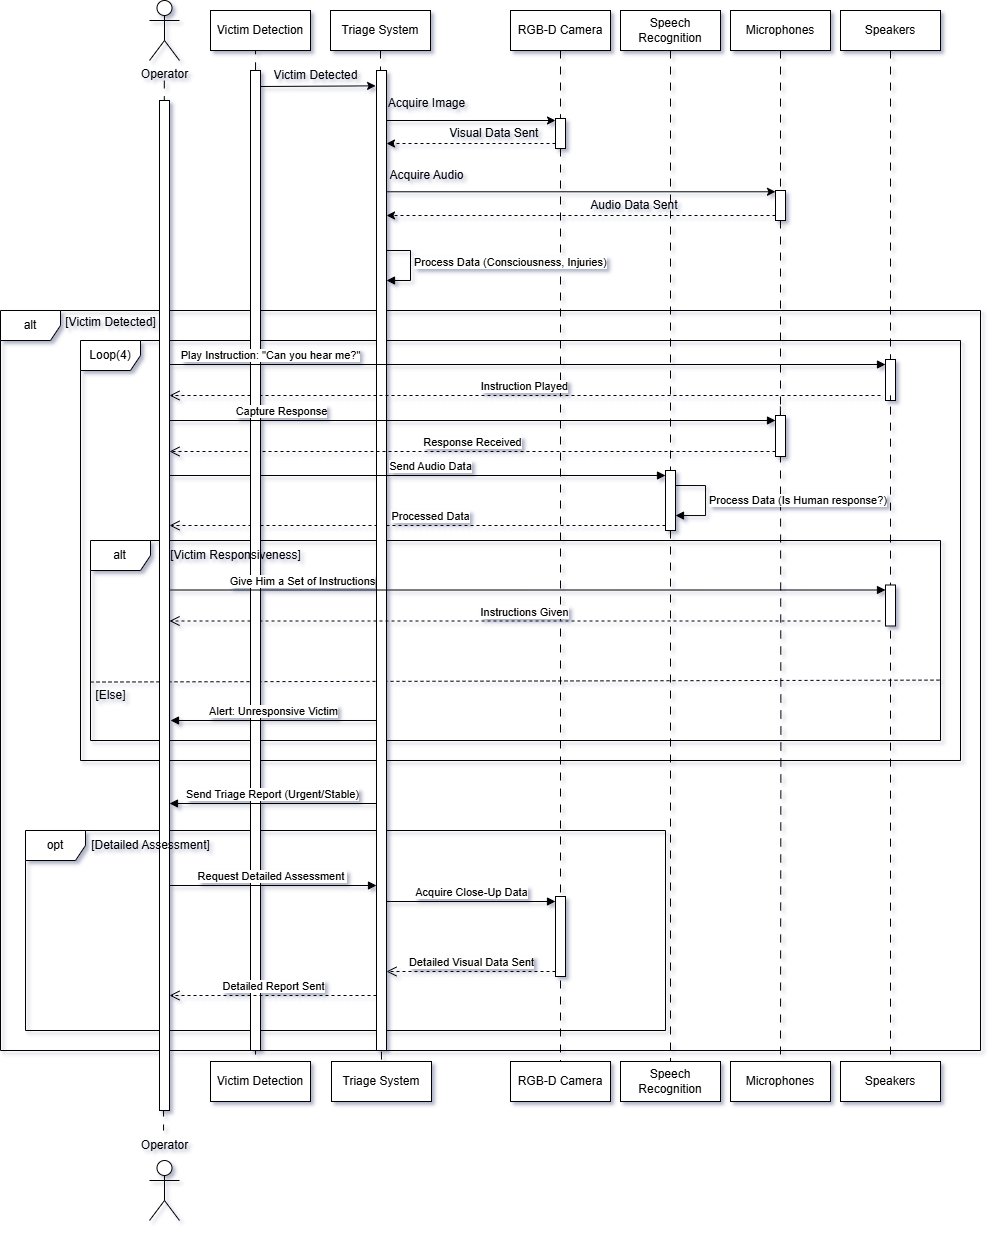 Operator
Victim Detection
Triage System
RGB-D Camera
Speech
Recognition
Microphones
Speakers
Victim Detected
Acquire Image
Visual Data Sent
Acquire Audio
Audio Data Sent
Process Data (Consciousness, Injuries)
alt
[Victim Detected]
Loop(4)
Play Instruction: "Can you hear me?"
Instruction Played
Capture Response
Response Received
Send Audio Data
Process Data (Is Human response?)
Processed Data
alt
[Victim Responsiveness]
Give Him a Set of Instructions
Instructions Given
[Else]
Alert: Unresponsive Victim
Send Triage Report (Urgent/Stable)
opt
[Detailed Assessment]
Request Detailed Assessment
Acquire Close-Up Data
Detailed Visual Data Sent
Detailed Report Sent
Victim Detection
Triage System
RGB-D Camera
Speech
Recognition
Microphones
Speakers
Operator